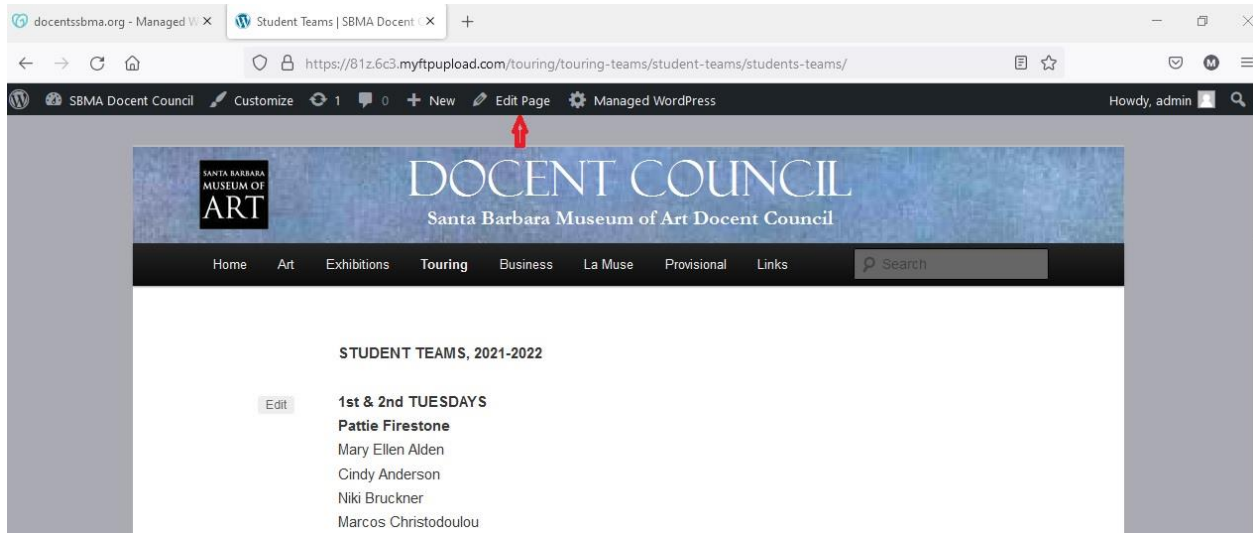 docentssbma.org - Managed W
Student Teams | SBMA Docent C
https://81z.6c3.myftpupload.com/touring/touring-teams/student-teams/students-teams/
SBMA Docent Council Customize 1 0 + New Edit Page Managed WordPress Howdy, admin
SANTA BARBARA
MUSEUM OF
ART
DOCENT COUNCIL
Santa Barbara Museum of Art Docent Council
Home Art Exhibitions Touring Business La Muse Provisional Links Search
STUDENT TEAMS, 2021-2022
Edit 1st & 2nd TUESDAYS
Pattie Firestone
Mary Ellen Alden
Cindy Anderson
Niki Bruckner
Marcos Christodoulou